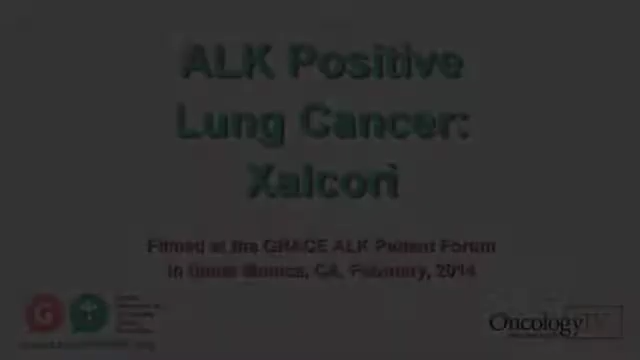 ALK Positive
Lung Cancer:
Xalcori
Filmed at the GRACE ALK Patient Forum
in Santa Monica, CA, February, 2014
G
OncologyTV